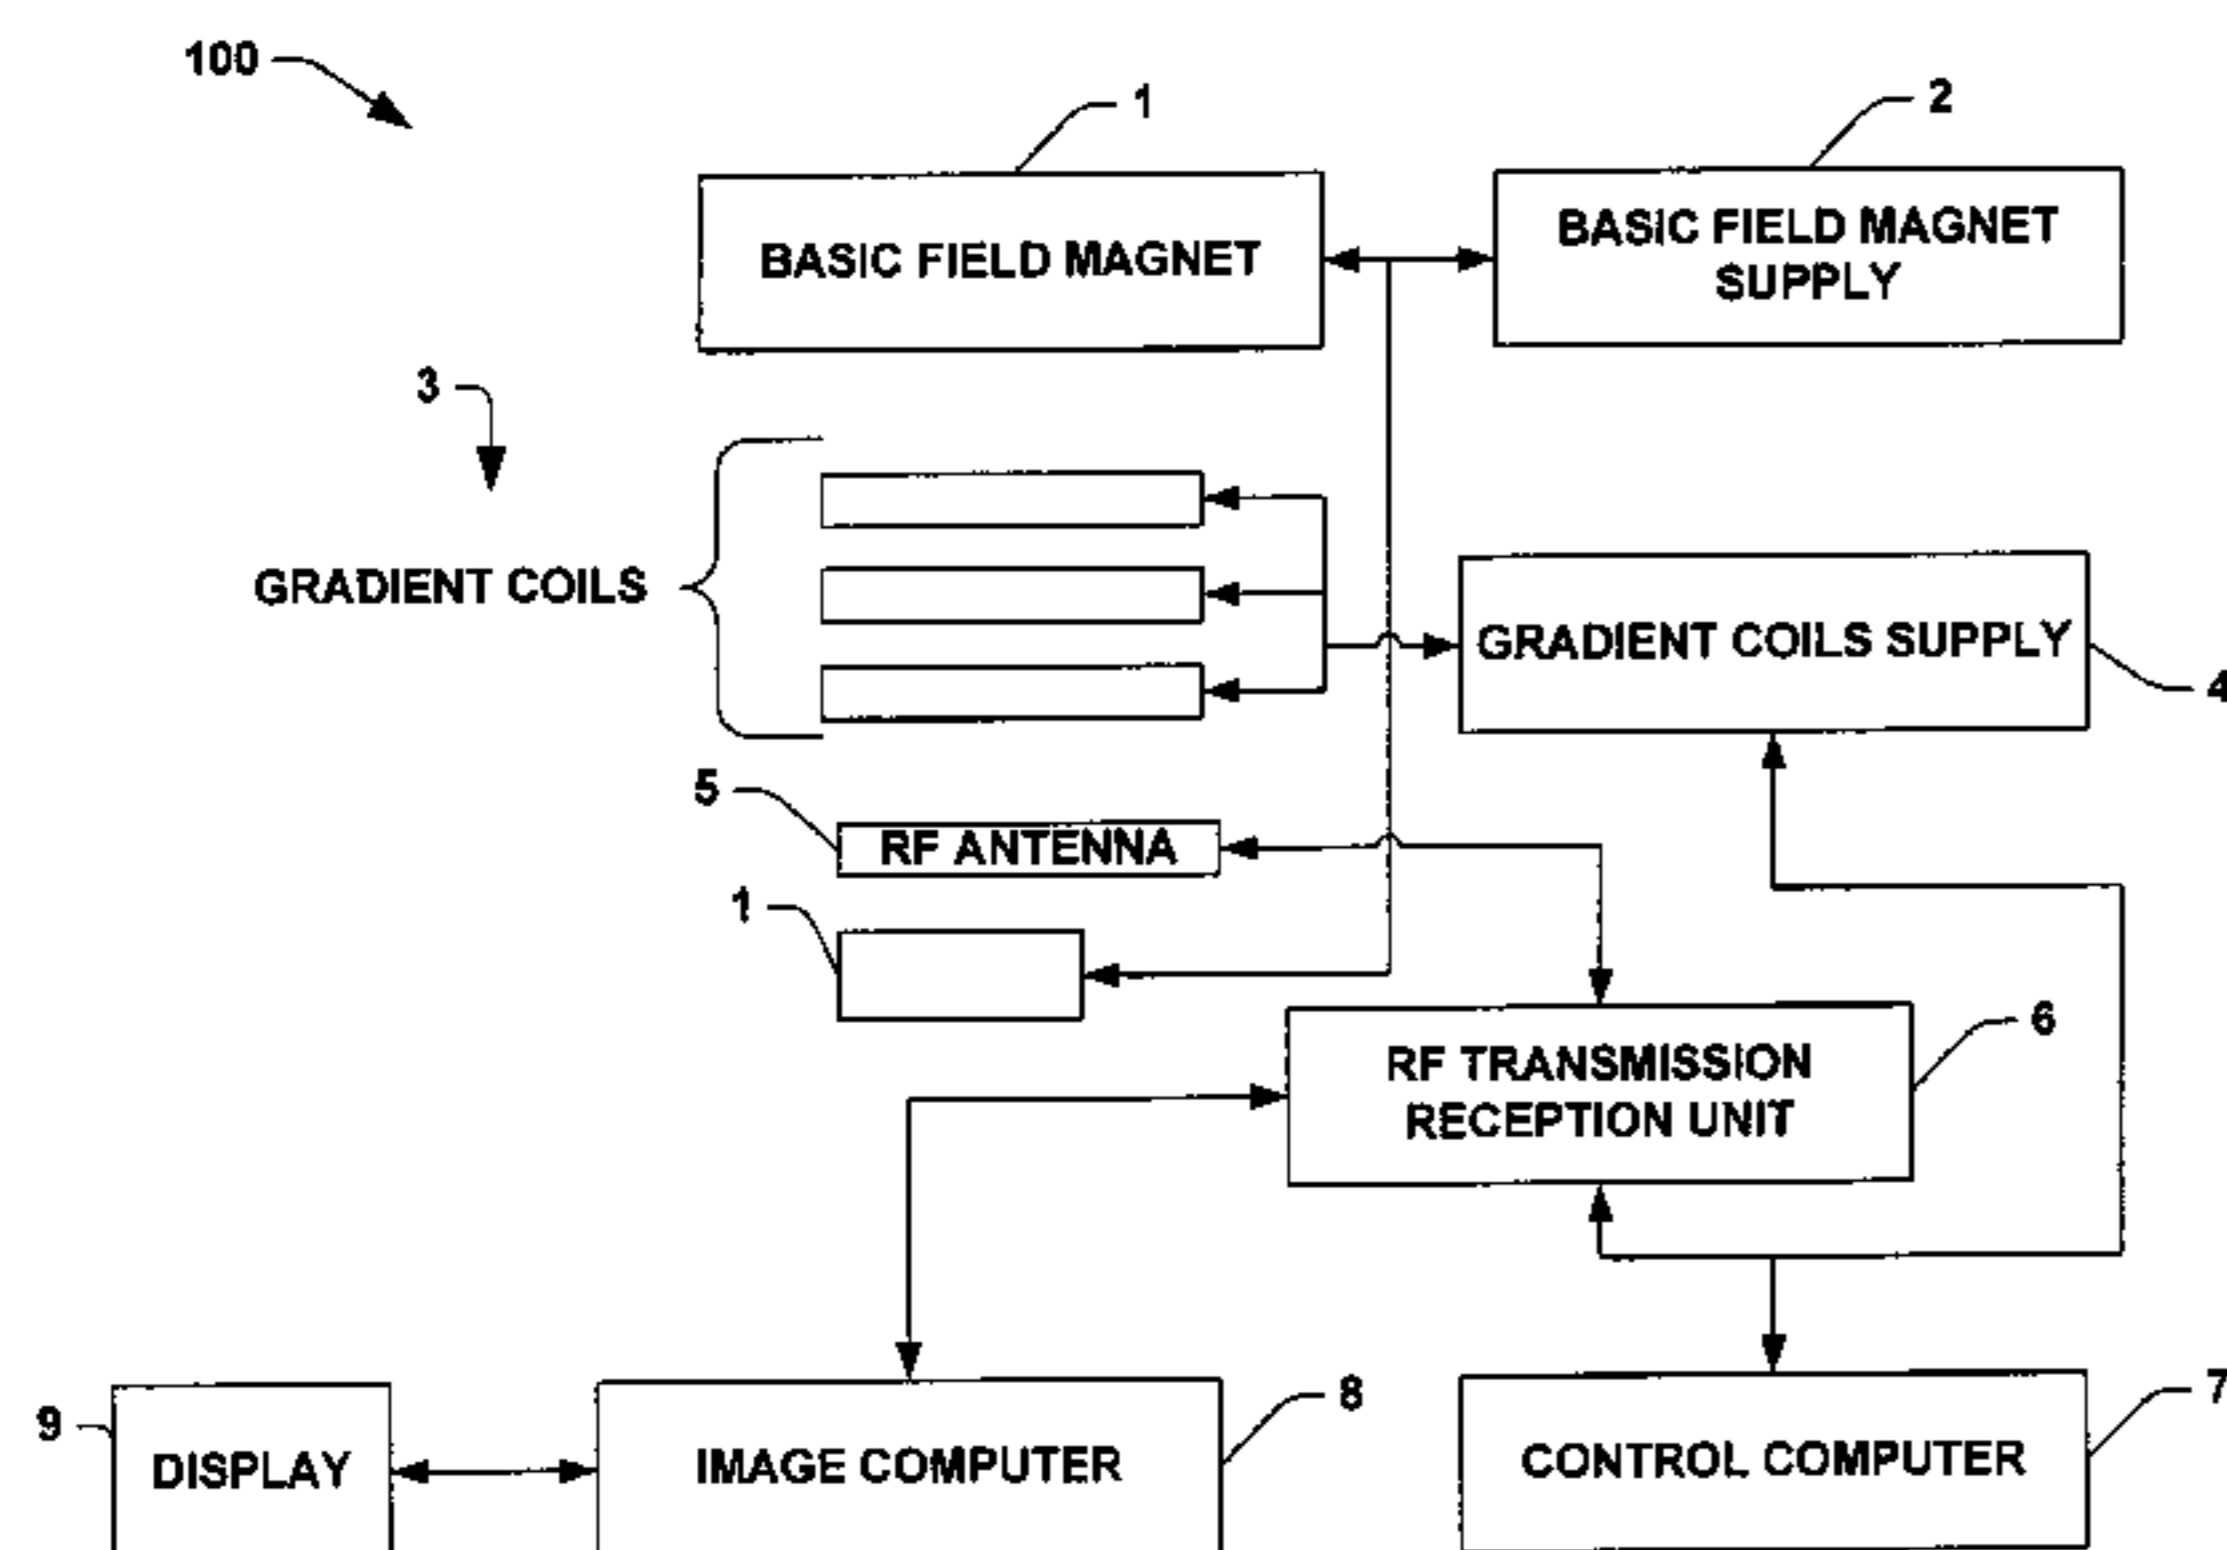 100
1
2
BASIC FIELD MAGNET
BASIC FIELD MAGNET
SUPPLY
3
GRADIENT COILS
GRADIENT COILS SUPPLY
4
5
RF ANTENNA
1
6
RF TRANSMISSION
RECEPTION UNIT
9
DISPLAY
8
IMAGE COMPUTER
7
CONTROL COMPUTER